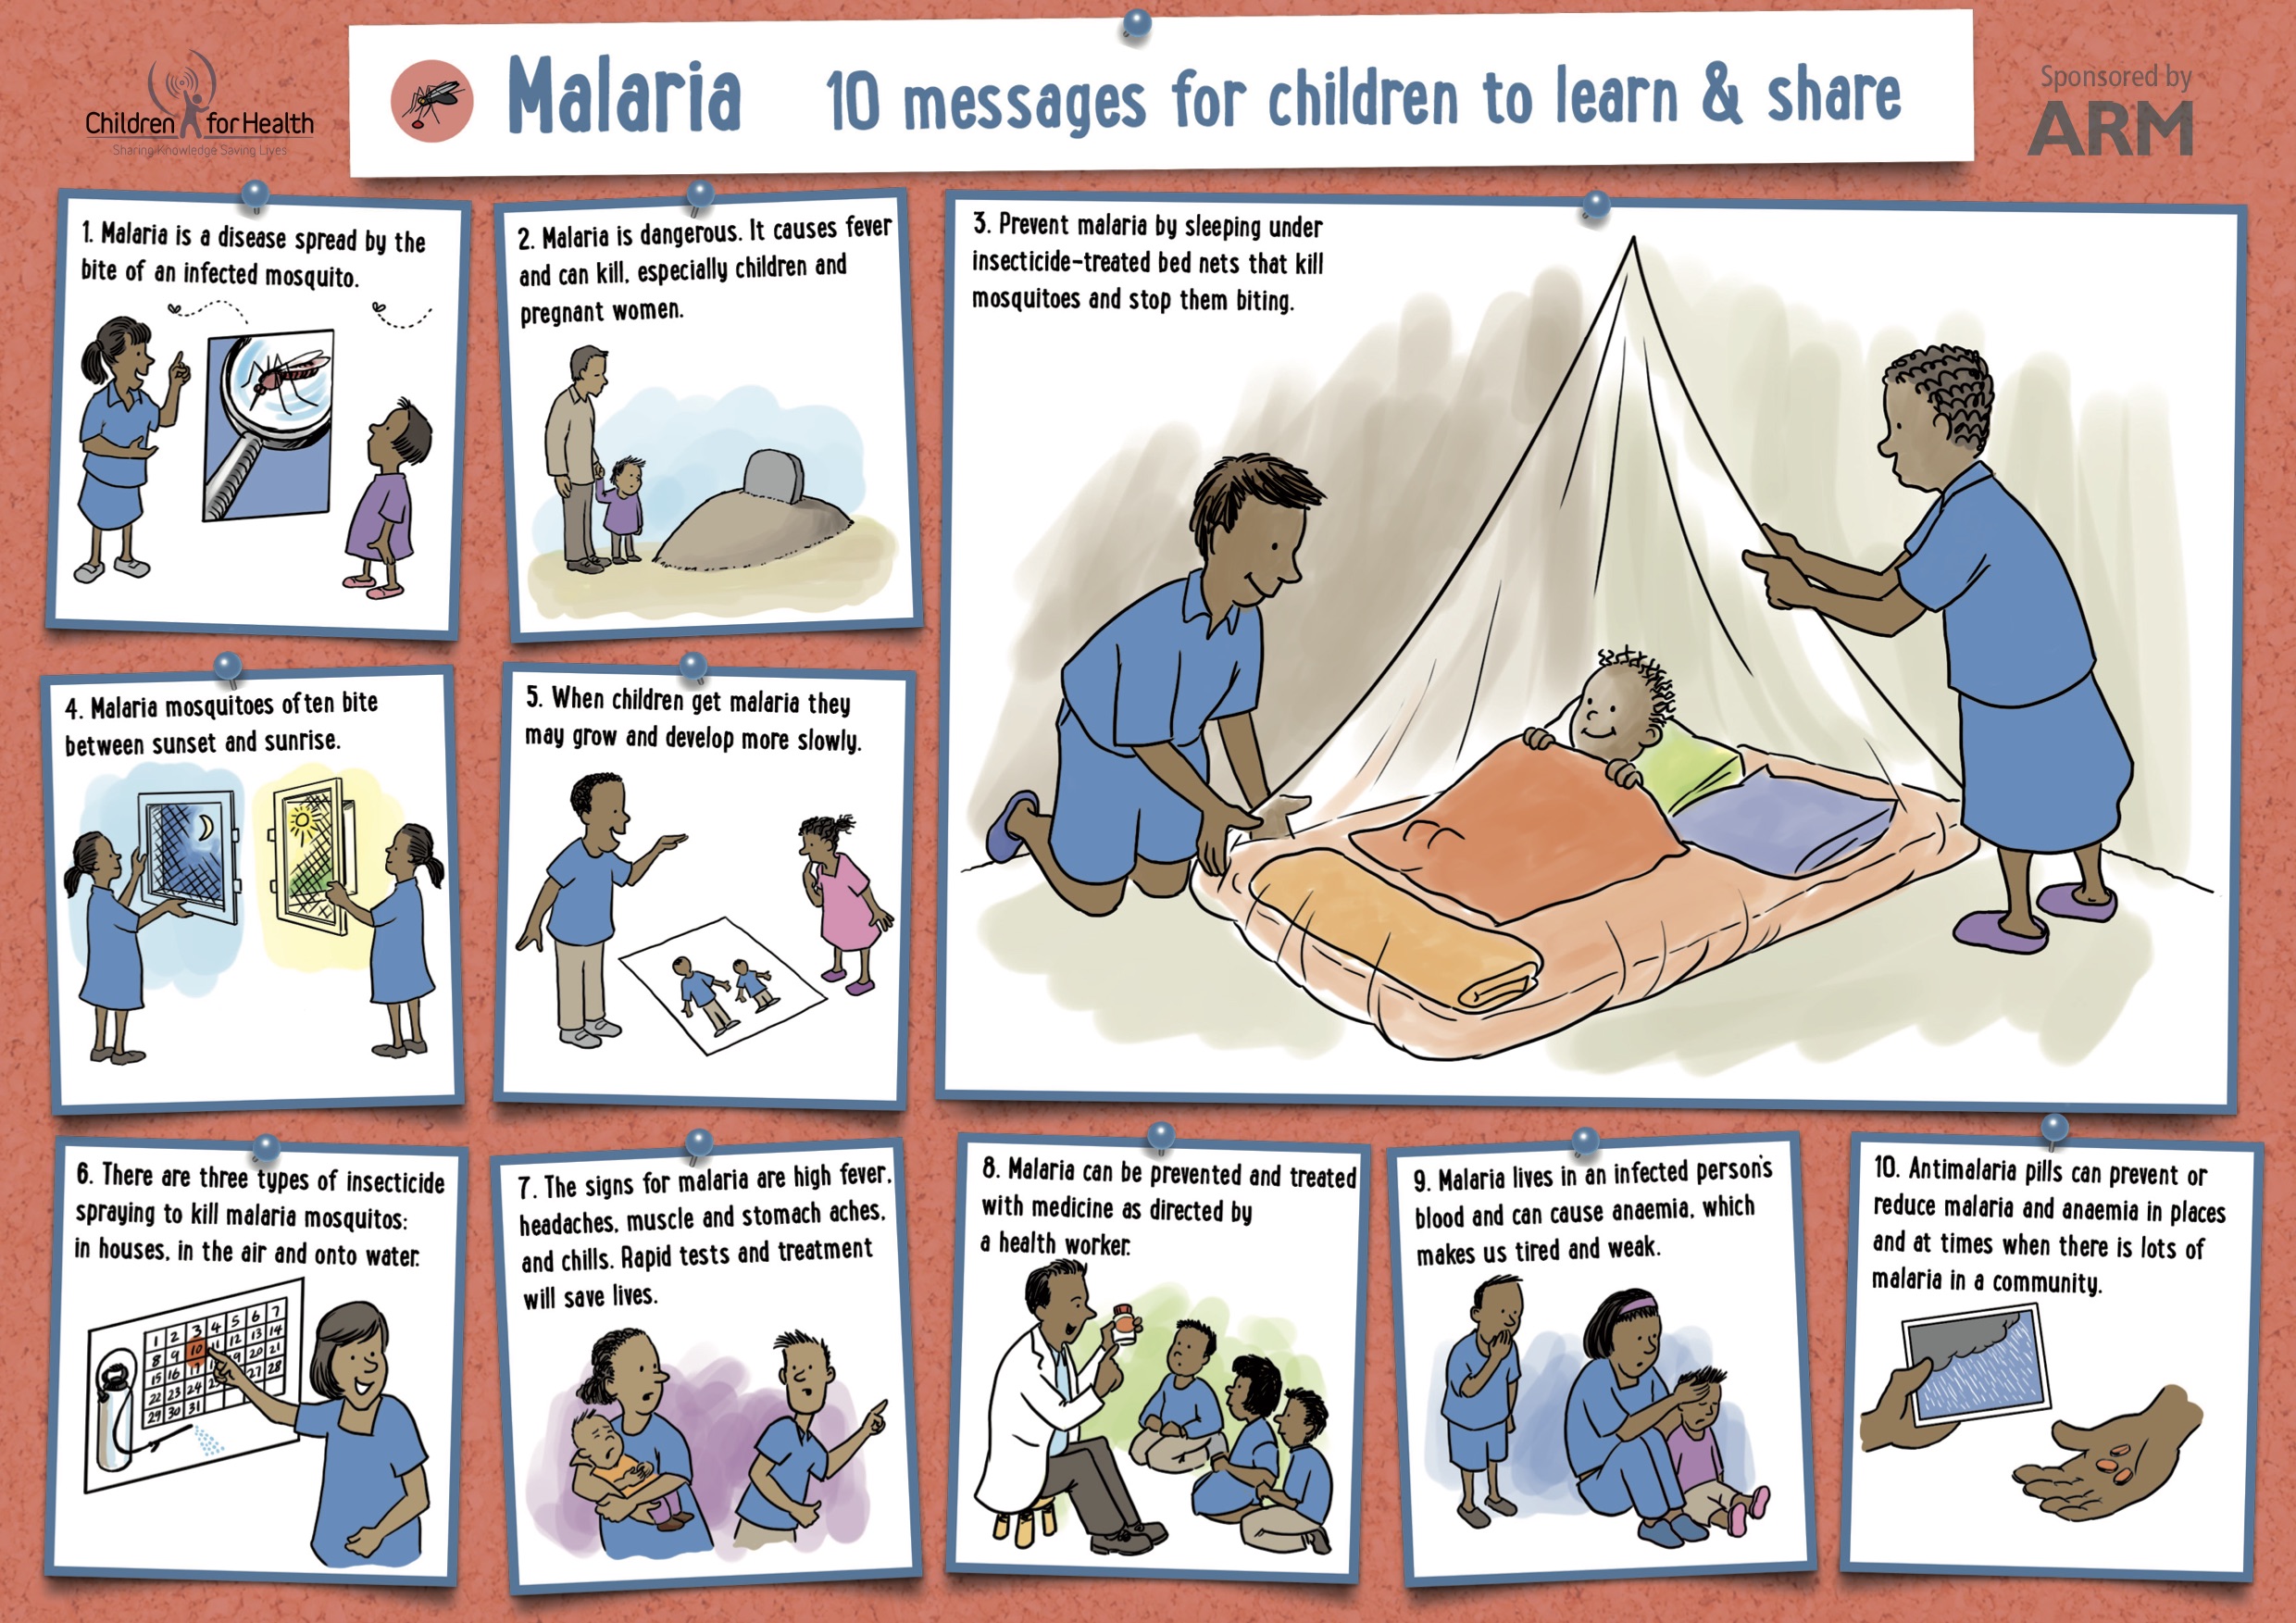 Children for Health
Sharing Knowledge Saving Lives
Malaria 10 messages for children to learn & share
Sponsored by
ARM
1. Malaria is a disease spread by the
bite of an infected mosquito.
2. Malaria is dangerous. It causes fever
and can kill, especially children and
pregnant women.
3. Prevent malaria by sleeping under
insecticide-treated bed nets that kill
mosquitoes and stop them biting.
4. Malaria mosquitoes often bite
between sunset and sunrise.
5. When children get malaria they
may grow and develop more slowly.
6. There are three types of insecticide
spraying to kill malaria mosquitos:
in houses, in the air and onto water.
1 2 3 4 5 6 7
8 9 10 11 12 13 14
15 16 17 19 20 21
22 23 24 25 27 28
29 30 31
7. The signs for malaria are high fever,
headaches, muscle and stomach aches,
and chills. Rapid tests and treatment
will save lives.
8. Malaria can be prevented and treated
with medicine as directed by
a health worker.
9. Malaria lives in an infected person's
blood and can cause anaemia, which
makes us tired and weak.
10. Antimalaria pills can prevent or
reduce malaria and anaemia in places
and at times when there is lots of
malaria in a community.